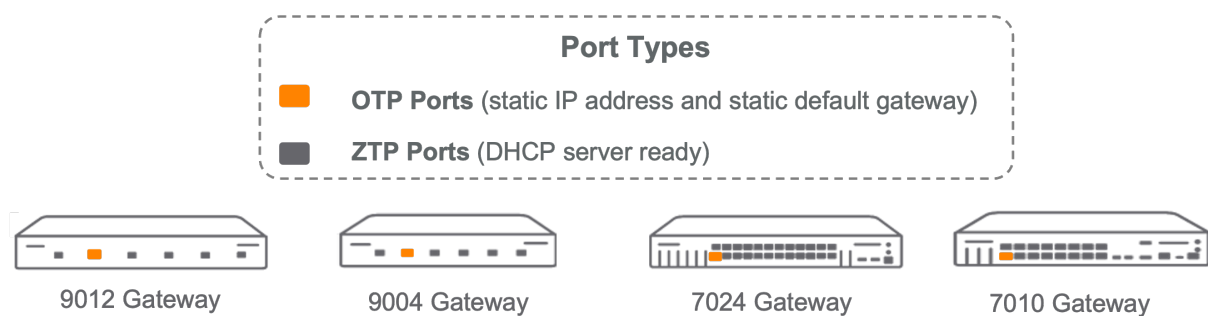 Port Types
OTP Ports (static IP address and static default gateway)
ZTP Ports (DHCP server ready)
9012 Gateway
9004 Gateway
7024 Gateway
7010 Gateway